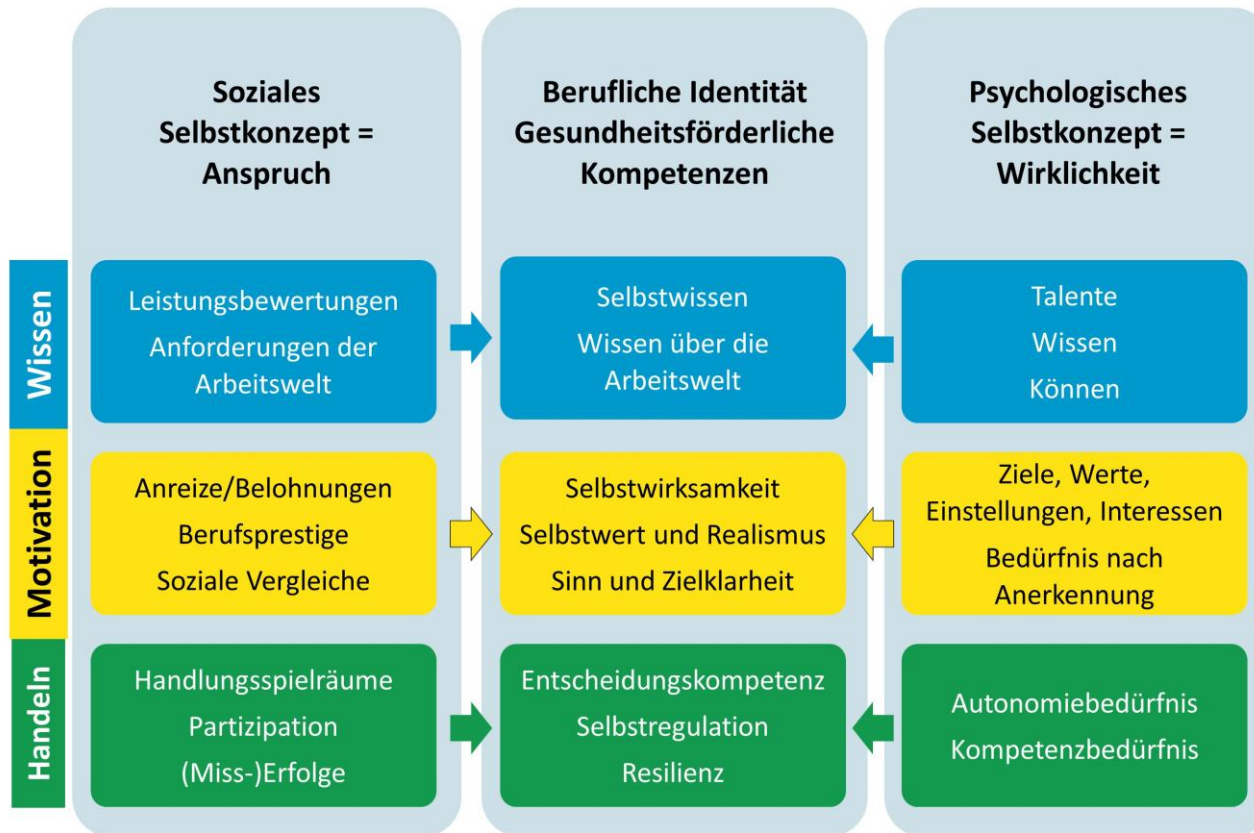 Soziales
Selbstkonzept =
Anspruch
Berufliche Identität
Gesundheitsförderliche
Kompetenzen
Psychologisches
Selbstkonzept =
Wirklichkeit
Wissen
Leistungsbewertungen
Anforderungen der
Arbeitswelt
Selbstwissen
Wissen über die
Arbeitswelt
Talente
Wissen
Können
Motivation
Anreize/Belohnungen
Berufsprestige
Soziale Vergleiche
Selbstwirksamkeit
Selbstwert und Realismus
Sinn und Zielklarheit
Ziele, Werte,
Einstellungen, Interessen
Bedürfnis nach
Anerkennung
Handeln
Handlungsspielräume
Partizipation
(Miss-)Erfolge
Entscheidungskompetenz
Selbstregulation
Resilienz
Autonomiebedürfnis
Kompetenzbedürfnis